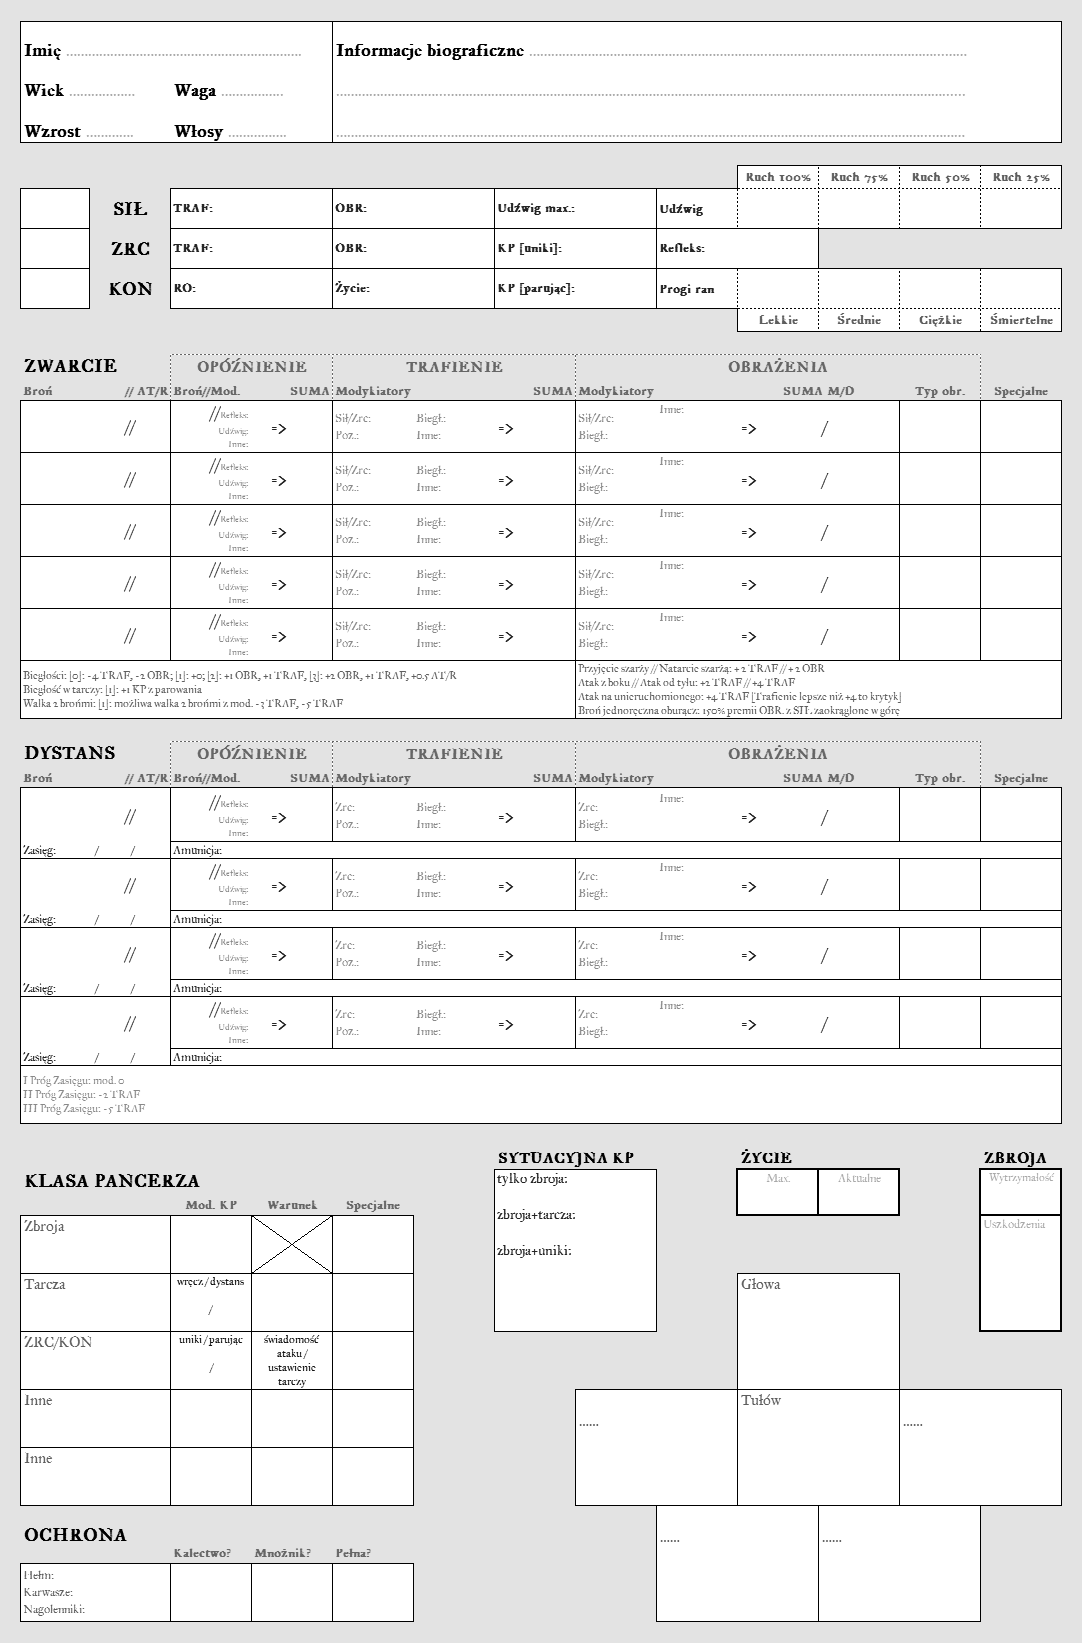 Imię ................................................................
Informacje biograficzne ................................................................
Wiek .................. Waga .................
Wzrost ............. Włosy ................
Ruch 100% Ruch 75% Ruch 50% Ruch 25%
SIŁ TRAF: OBR: Udźwig max.: Udźwig
ZRC TRAF: OBR: KP [uniki]: Refleks:
KON RO: Życie: KP [parując]: Progi ran
Lekkie Średnie Ciężkie Śmiertelne
ZWARCIE OPÓŹNIENIE TRAFIENIE OBRAŻENIA
Broń // AT/R Broń//Mod. SUMA Modykiatory SUMA Modykiatory SUMA M/D Typ obr. Specjalne
// //Refleks: Udźwig: Inne: => Sił/Zrc: Biegł.: Poz.: Inne: => Sił/Zrc: Inne: Biegł.: => /
// //Refleks: Udźwig: Inne: => Sił/Zrc: Biegł.: Poz.: Inne: => Sił/Zrc: Inne: Biegł.: => /
// //Refleks: Udźwig: Inne: => Sił/Zrc: Biegł.: Poz.: Inne: => Sił/Zrc: Inne: Biegł.: => /
// //Refleks: Udźwig: Inne: => Sił/Zrc: Biegł.: Poz.: Inne: => Sił/Zrc: Inne: Biegł.: => /
// //Refleks: Udźwig: Inne: => Sił/Zrc: Biegł.: Poz.: Inne: => Sił/Zrc: Inne: Biegł.: => /
Biegłości: [0]: -4 TRAF, -2 OBR; [1]: +0; [2]: +1 OBR, +1 TRAF, [3]: +2 OBR, +1 TRAF, +0.5 AT/R
Biegłość w tarczy: [1]: +1 KP z parowania
Walka 2 brońmi: [1]: możliwa walka 2 brońmi z mod. -3 TRAF, -5 TRAF
Przyjęcie szarży // Natarcie szarżą: +2 TRAF // +2 OBR
Atak z boku // Atak od tyłu: +2 TRAF // +4 TRAF
Atak na unieruchomionego: +4 TRAF [Trafienie lepsze niż +4 to krytyk]
Broń jednoręczna oburącz: 150% premii OBR. z SIŁ zaokrąglone w górę
DYSTANS OPÓŹNIENIE TRAFIENIE OBRAŻENIA
Broń // AT/R Broń//Mod. SUMA Modykiatory SUMA Modykiatory SUMA M/D Typ obr. Specjalne
// //Refleks: Udźwig: Inne: => Zrc: Biegł.: Poz.: Inne: => Zrc: Inne: Biegł.: => /
Zasięg: / / Amunicja:
// //Refleks: Udźwig: Inne: => Zrc: Biegł.: Poz.: Inne: => Zrc: Inne: Biegł.: => /
Zasięg: / / Amunicja:
// //Refleks: Udźwig: Inne: => Zrc: Biegł.: Poz.: Inne: => Zrc: Inne: Biegł.: => /
Zasięg: / / Amunicja:
// //Refleks: Udźwig: Inne: => Zrc: Biegł.: Poz.: Inne: => Zrc: Inne: Biegł.: => /
Zasięg: / / Amunicja:
I Próg Zasięgu: mod. 0
II Próg Zasięgu: -2 TRAF
III Próg Zasięgu: -5 TRAF
KLASA PANCERZA
Mod. KP Warunek Specjalne
Zbroja
Tarcza wręcz/dystans
/
ZRC/KON uniki/parując świadomość
/ ataku/
ustawienie
tarczy
Inne
Inne
OCHRONA
Kalectwo? Mnożnik? Pełna?
Hełm:
Karwasze:
Nagolenniki:
SYTUACYJNA KP
tylko zbroja:
zbroja+tarcza:
zbroja+uniki:
ŻYCIE
Max. Aktualne
ZBROJA
Wytrzymałość
Uszkodzenia
Głowa
...... Tułów ......
...... ......